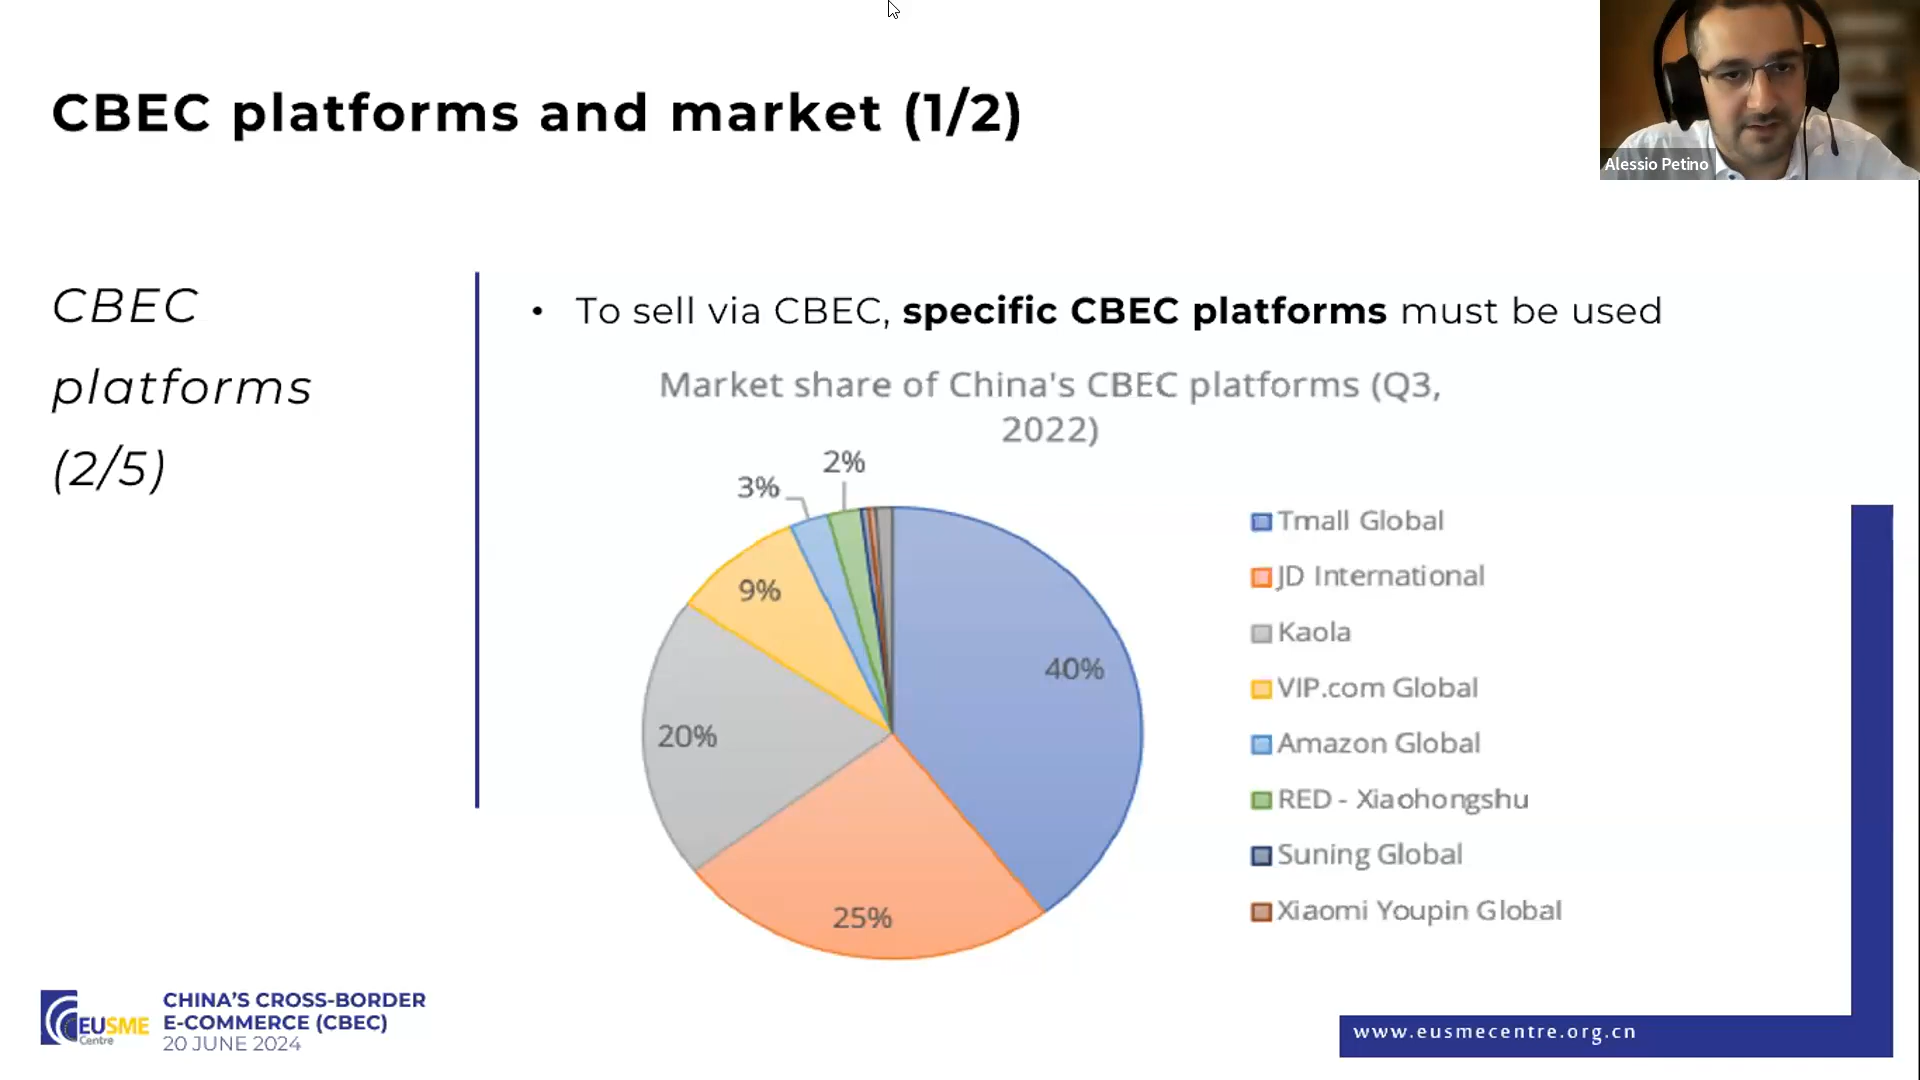 CBEC platforms and market (1/2)
Alessio Petino
CBEC
platforms
(2/5)
• To sell via CBEC, specific CBEC platforms must be used
Market share of China's CBEC platforms (Q3,
2022)
2%
3%
9%
40%
20%
25%
Tmall Global
JD International
Kaola
VIP.com Global
Amazon Global
RED - Xiaohongshu
Suning Global
Xiaomi Youpin Global
EUSME
Centre
CHINA'S CROSS-BORDER
E-COMMERCE (CBEC)
20 JUNE 2024
www.eusmecentre.org.cn